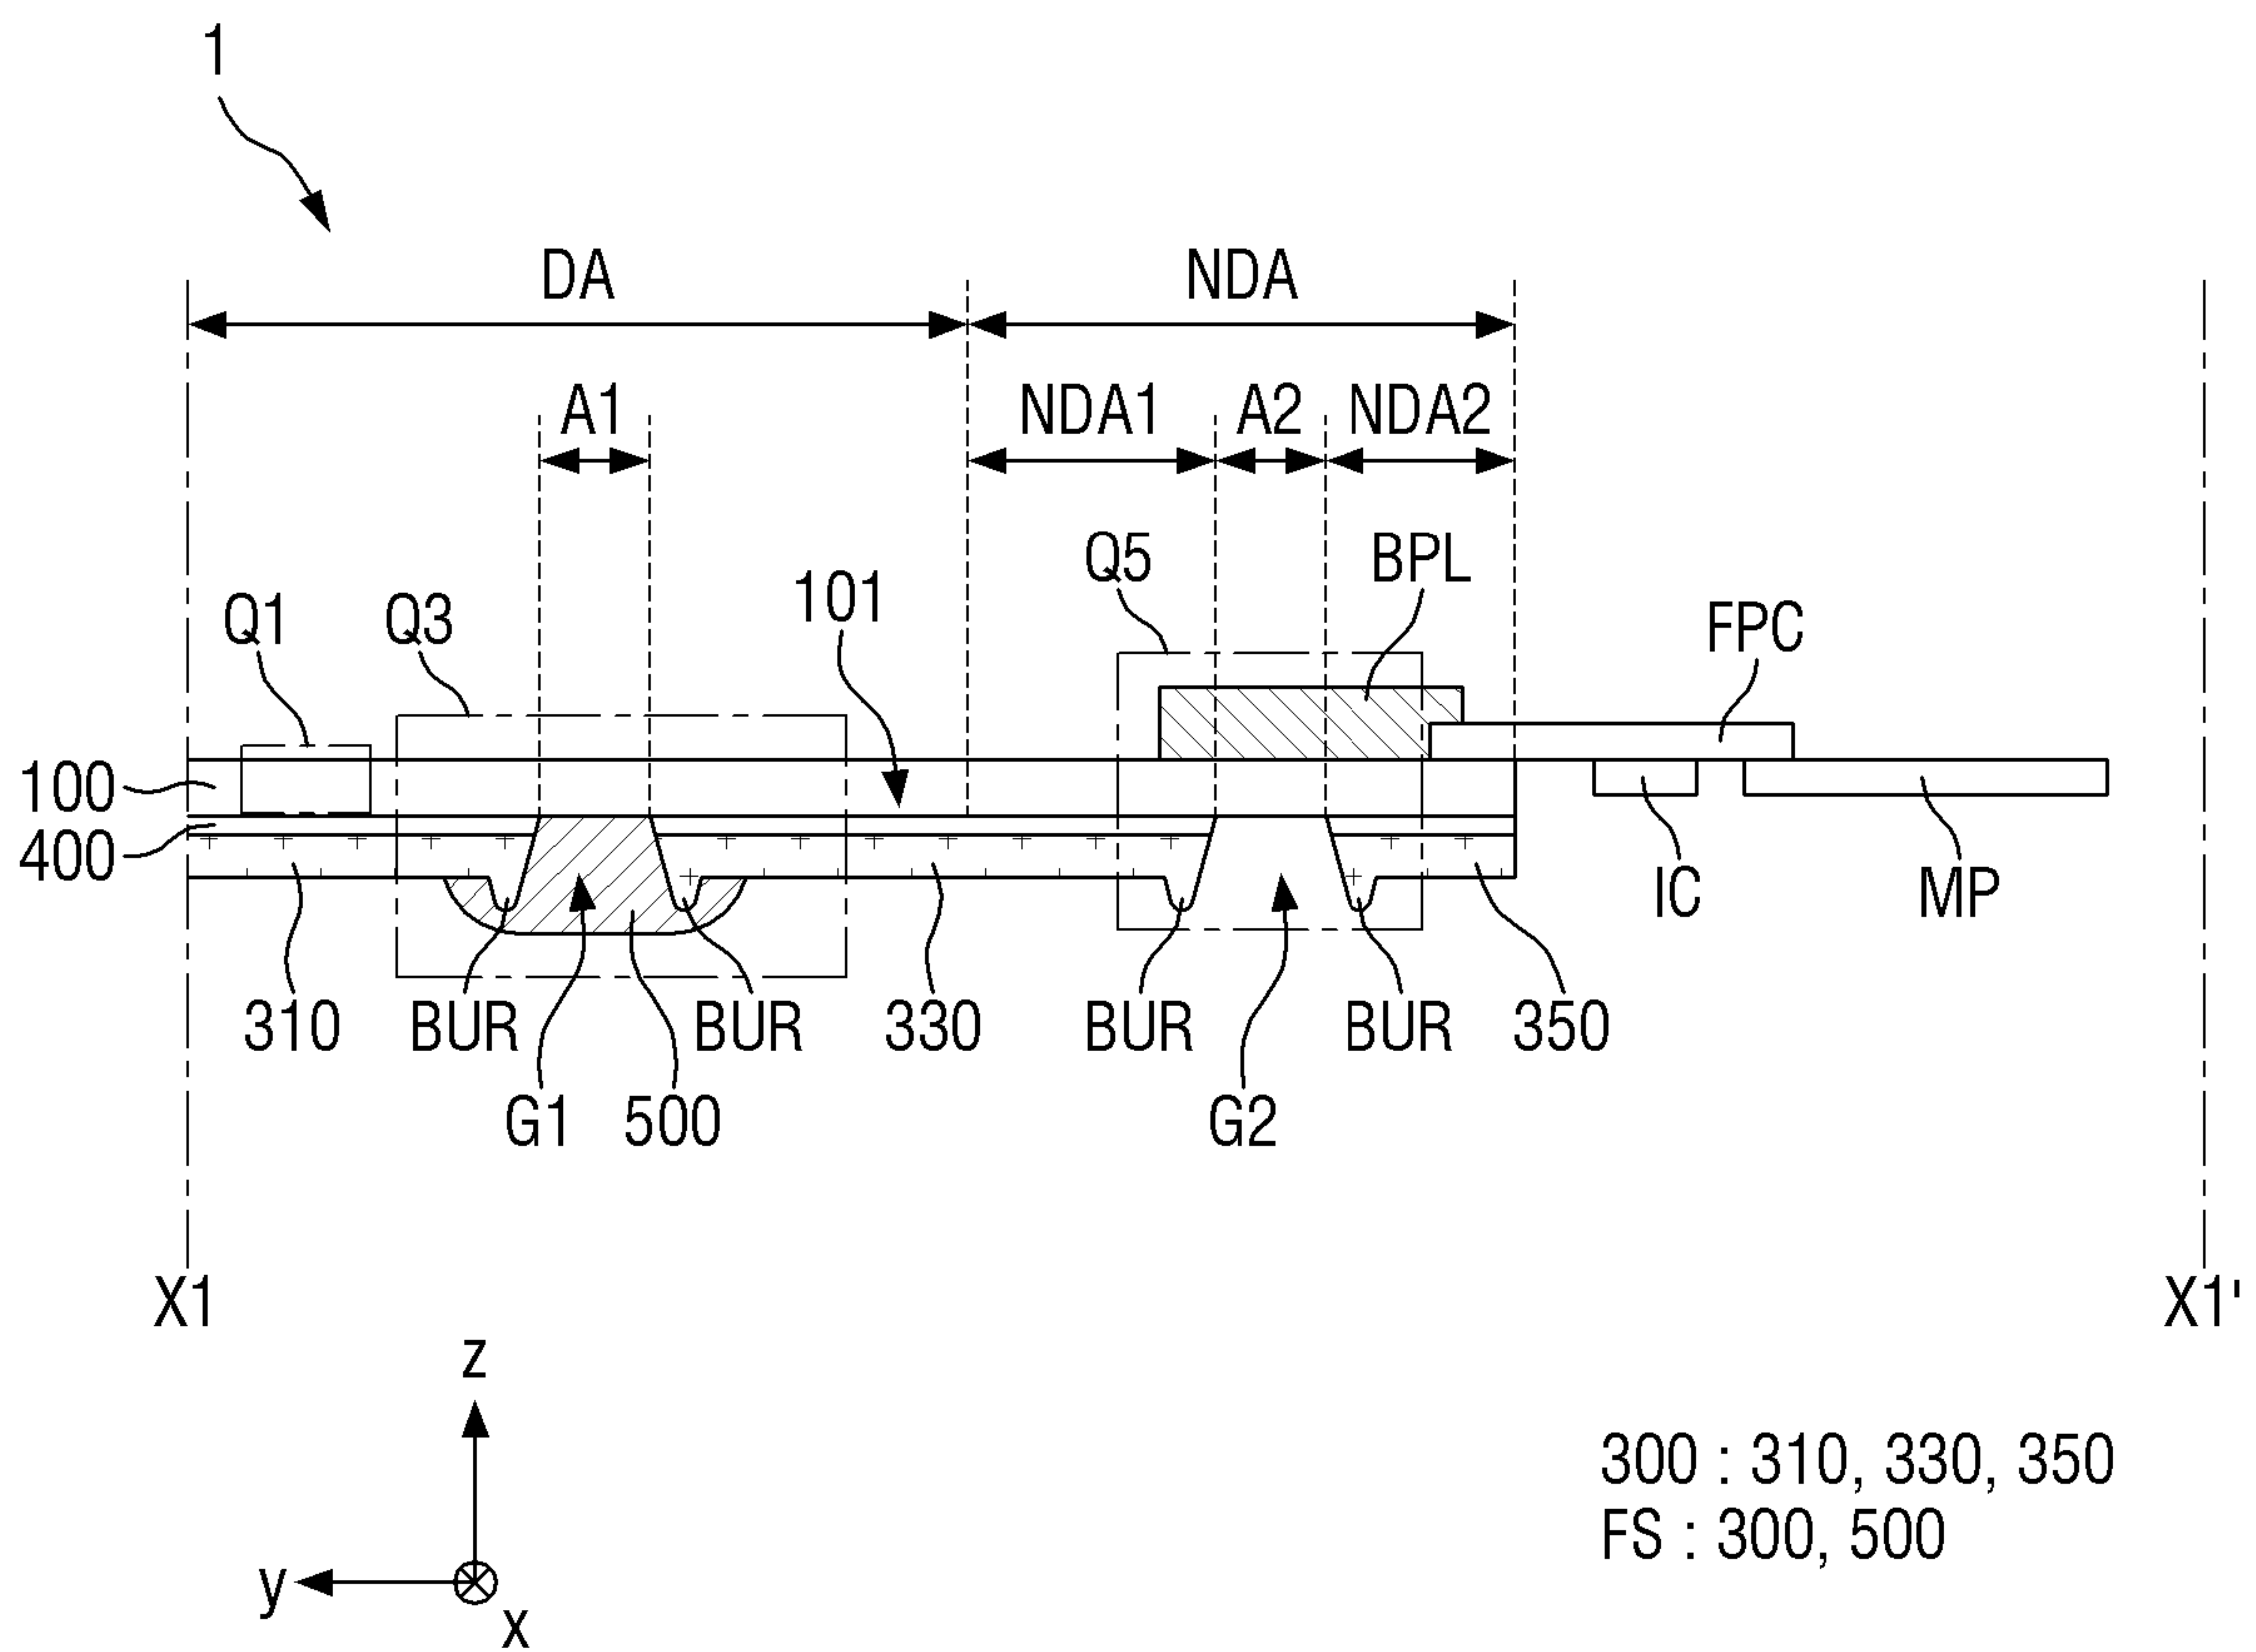 1
DA NDA
A1 NDA1 A2 NDA2
Q5 BPL
Q1 Q3 101 FPC
100
400
IC MP
310 BUR BUR 330 BUR BUR 350
G1 500 G2
X1 X1'
z
y x
300 : 310, 330, 350
FS : 300, 500